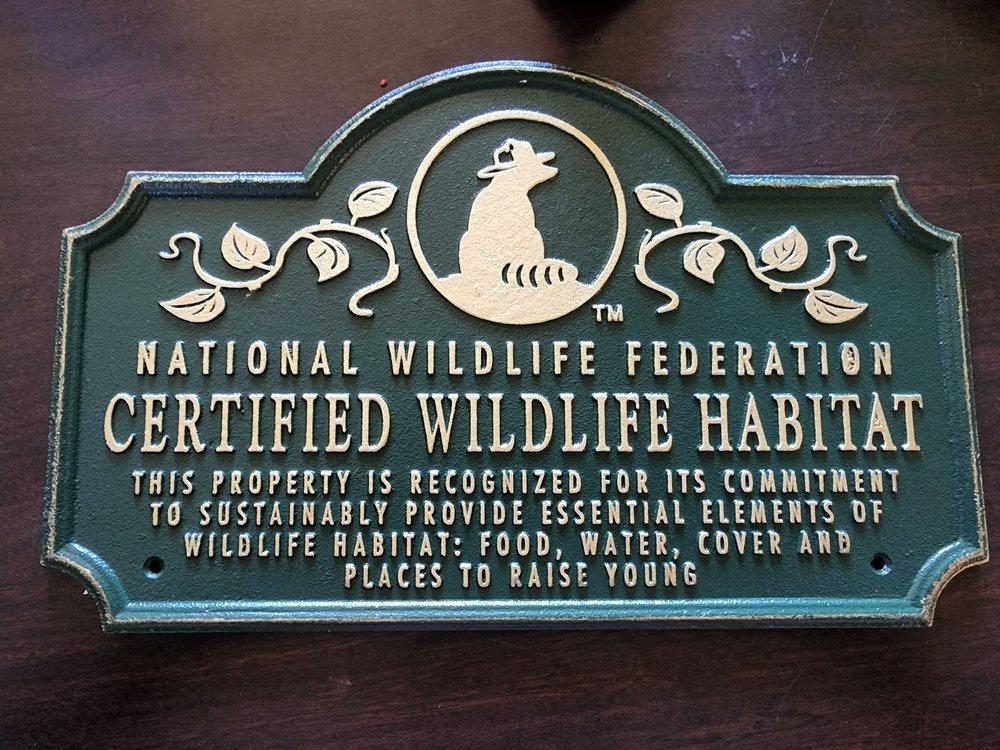 TM
NATIONAL WILDLIFE FEDERATION
CERTIFIED WILDLIFE HABITAT
THIS PROPERTY IS RECOGNIZED FOR ITS COMMITMENT
TO SUSTAINABLY PROVIDE ESSENTIAL ELEMENTS OF
WILDLIFE HABITAT: FOOD, WATER, COVER AND
PLACES TO RAISE YOUNG